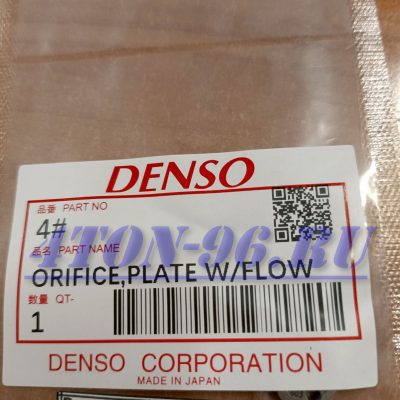 DENSO
品番 PART NO
4#
4TON-96.RU
品名 PART NAME
ORIFICE,PLATE W/FLOW
数量 QT-
1
DENSO CORPORATION
MADE IN JAPAN